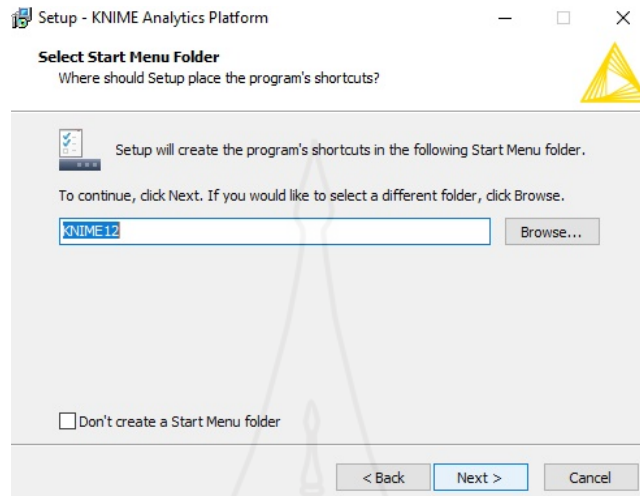 Setup - KNIME Analytics Platform
Select Start Menu Folder
Where should Setup place the program's shortcuts?
Setup will create the program's shortcuts in the following Start Menu folder.
To continue, click Next. If you would like to select a different folder, click Browse.
KNIME12
Browse...
Don't create a Start Menu folder
< Back
Next >
Cancel